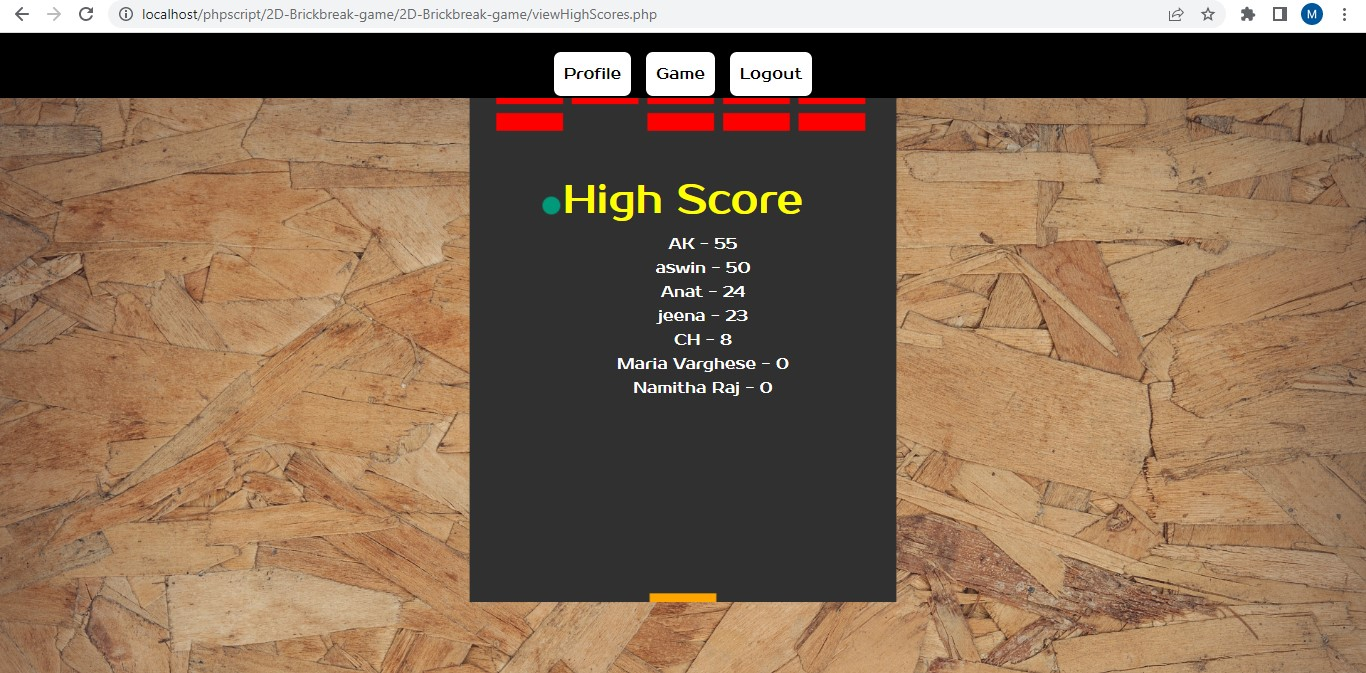 localhost/phpscript/2D-Brickbreak-game/2D-Brickbreak-game/viewHighScores.php
M
Profile Game Logout
High Score
AK - 55
aswin - 50
Anat - 24
jeena - 23
CH - 8
Maria Varghese - 0
Namitha Raj - 0